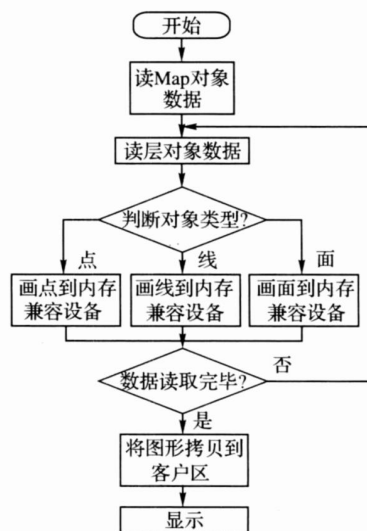 开始
读Map对象
数据
读层对象数据
判断对象类型?
点
线
面
画点到内存
兼容设备
画线到内存
兼容设备
画面到内存
兼容设备
数据读取完毕?
否
是
将图形拷贝到
客户区
显示